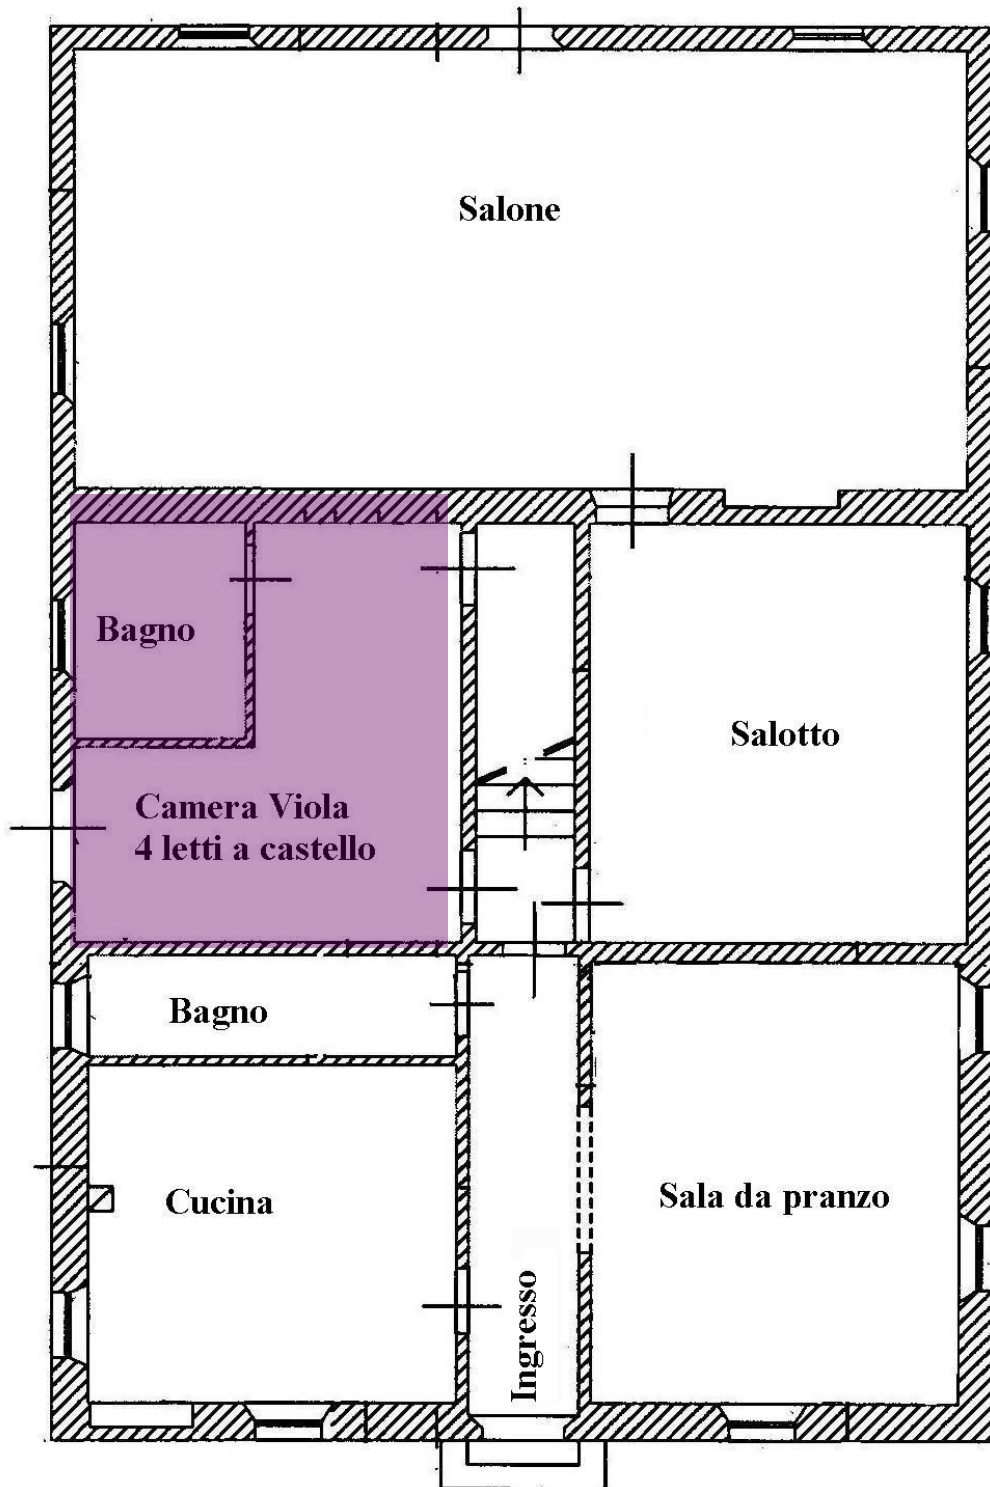 Salone
Bagno
Salotto
Camera Viola
4 letti a castello
Bagno
Cucina
Sala da pranzo
Ingresso